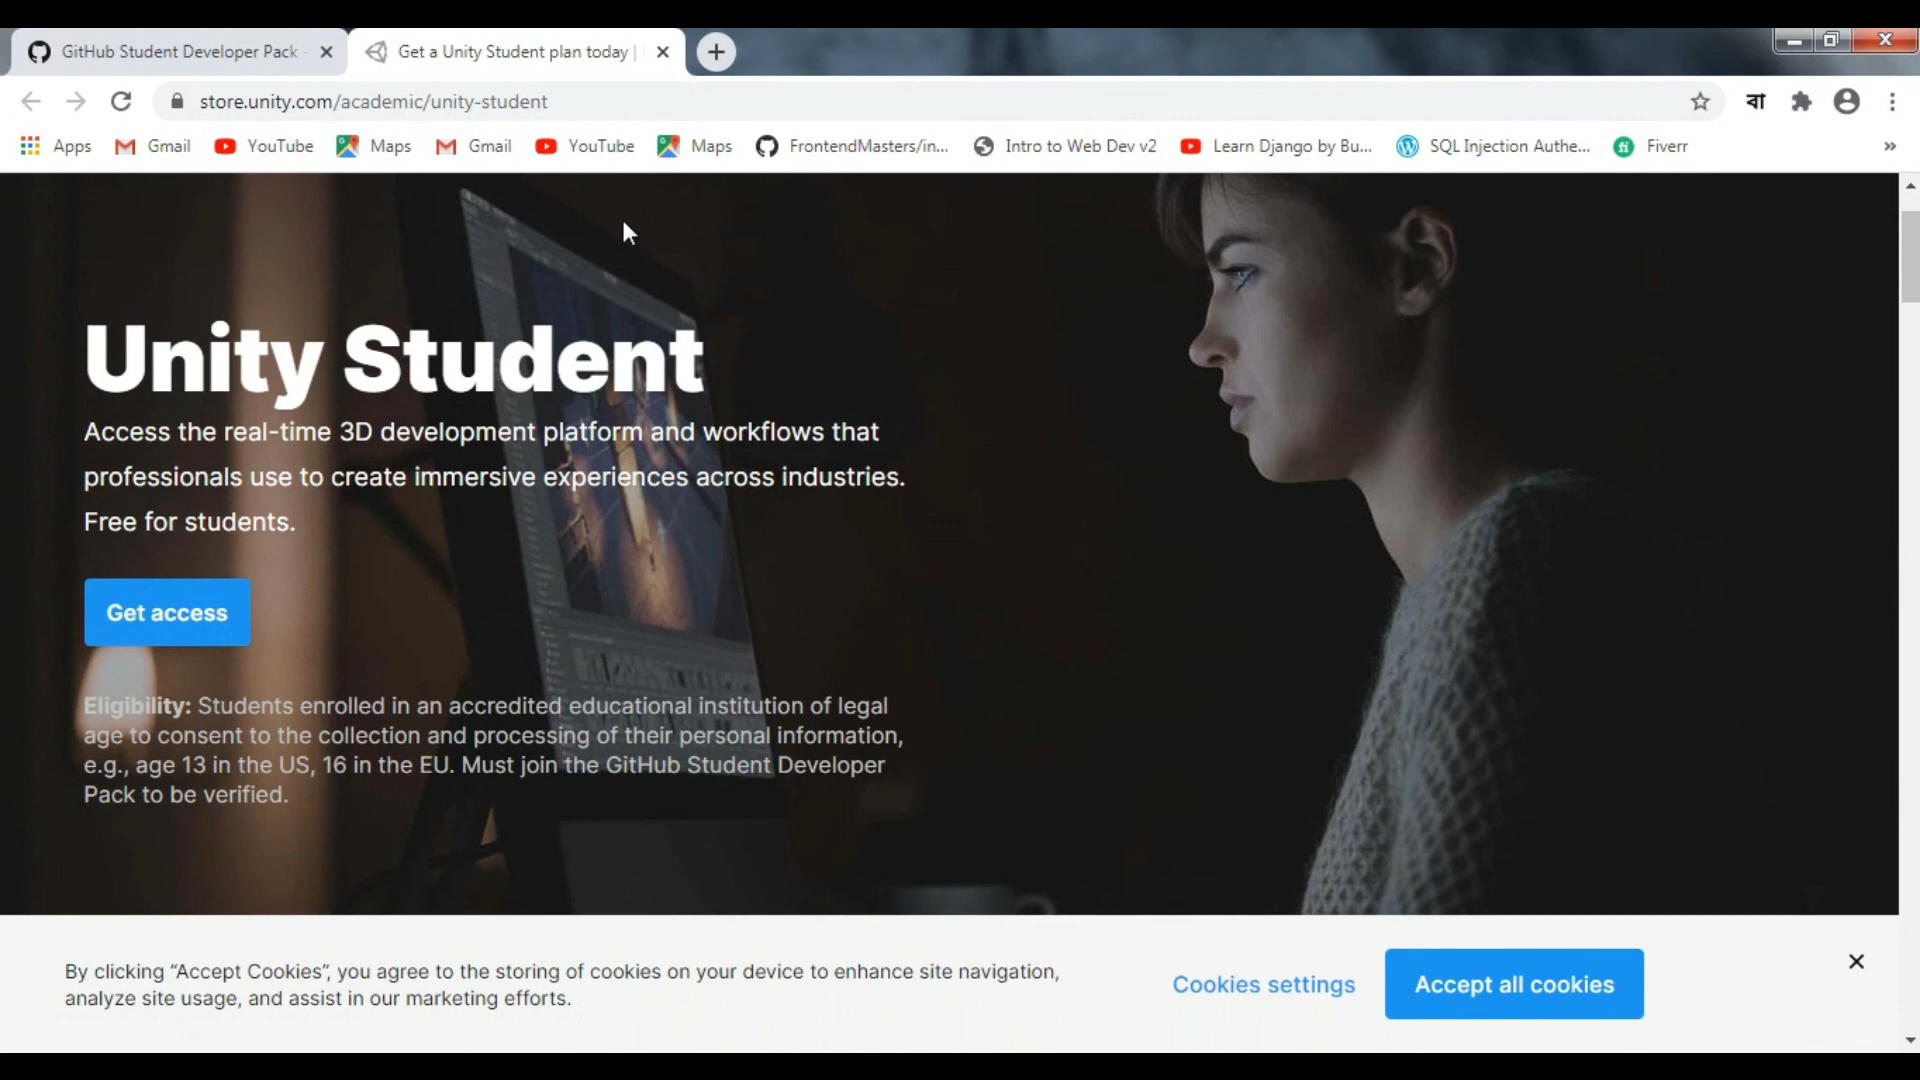 GitHub Student Developer Pack
Get a Unity Student plan today |
store.unity.com/academic/unity-student
বা
Apps
Gmail
YouTube
Maps
Gmail
YouTube
Maps
FrontendMasters/in...
Intro to Web Dev v2
Learn Django by Bu...
SQL Injection Authe...
fi Fiverr
»
Unity Student
Access the real-time 3D development platform and workflows that
professionals use to create immersive experiences across industries.
Free for students.
Get access
Eligibility: Students enrolled in an accredited educational institution of legal
age to consent to the collection and processing of their personal information,
e.g., age 13 in the US, 16 in the EU. Must join the GitHub Student Developer
Pack to be verified.
By clicking “Accept Cookies”, you agree to the storing of cookies on your device to enhance site navigation,
analyze site usage, and assist in our marketing efforts.
Cookies settings
Accept all cookies